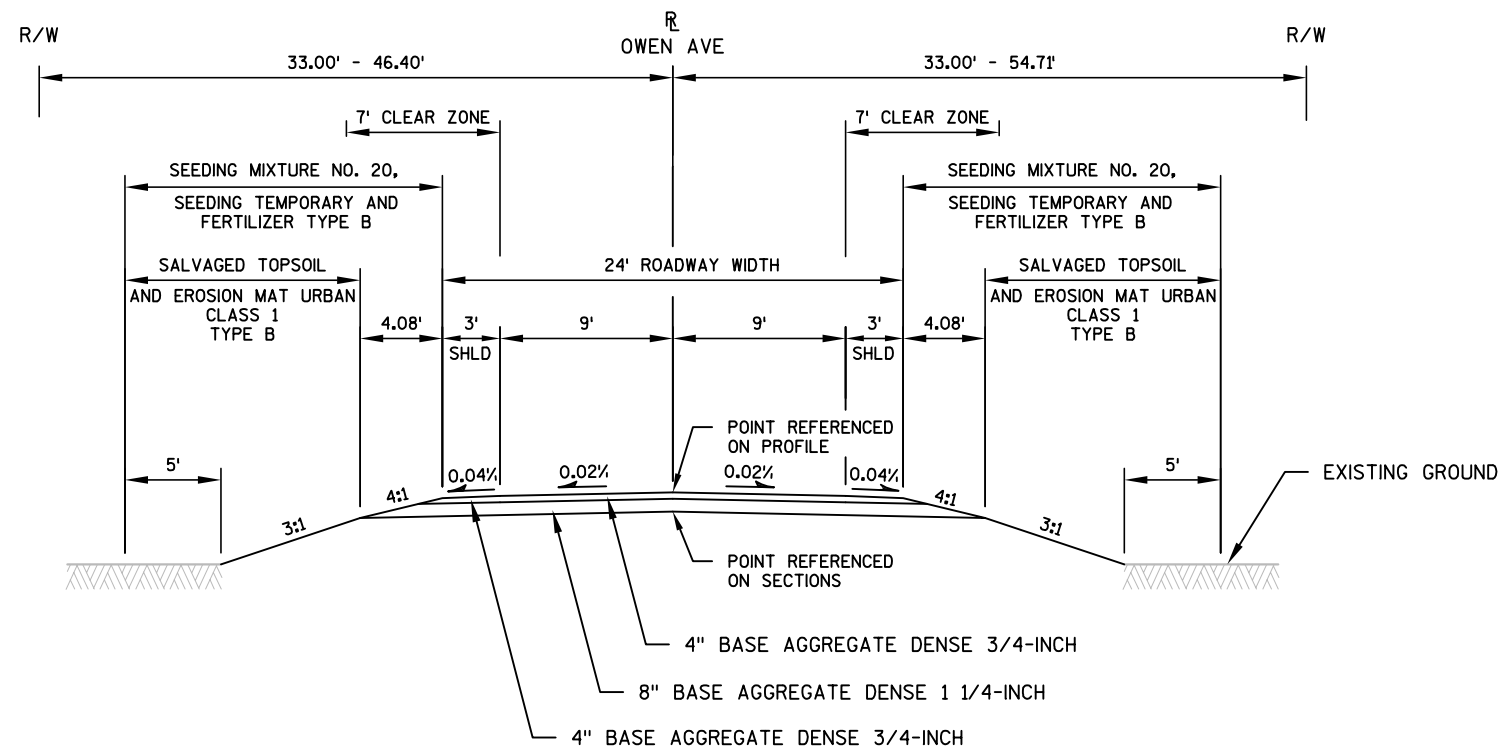 R/W
RL
OWEN AVE
R/W
33.00' - 46.40'
33.00' - 54.71'
7' CLEAR ZONE
7' CLEAR ZONE
SEEDING MIXTURE NO. 20,
SEEDING TEMPORARY AND
FERTILIZER TYPE B
SEEDING MIXTURE NO. 20,
SEEDING TEMPORARY AND
FERTILIZER TYPE B
SALVAGED TOPSOIL
AND EROSION MAT URBAN
CLASS 1
TYPE B
24' ROADWAY WIDTH
SALVAGED TOPSOIL
AND EROSION MAT URBAN
CLASS 1
TYPE B
4.08'
3'
SHLD
9'
9'
3'
SHLD
4.08'
POINT REFERENCED
ON PROFILE
5'
0.04%
0.02%
0.02%
0.04%
5'
EXISTING GROUND
4:1
4:1
3:1
3:1
POINT REFERENCED
ON SECTIONS
4" BASE AGGREGATE DENSE 3/4-INCH
8" BASE AGGREGATE DENSE 1 1/4-INCH
4" BASE AGGREGATE DENSE 3/4-INCH